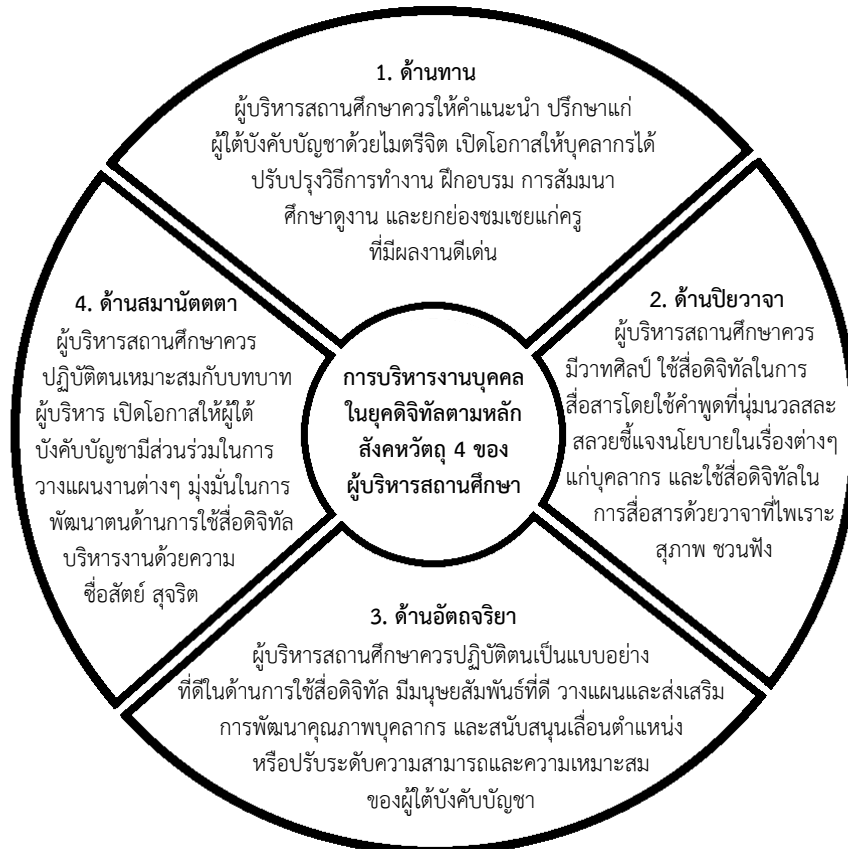 1. ด้านทาน
ผู้บริหารสถานศึกษาควรให้คำแนะนำ ปรึกษาแก่
ผู้ใต้บังคับบัญชาด้วยไมตรีจิต เปิดโอกาสให้บุคลากรได้
ปรับปรุงวิธีการทำงาน ฝึกอบรม การสัมมนา
ศึกษาดูงาน และยกย่องชมเชยแก่ครู
ที่มีผลงานดีเด่น
2. ด้านปิยวาจา
ผู้บริหารสถานศึกษาควร
มีวาทศิลป์ ใช้สื่อดิจิทัลในการ
สื่อสารโดยใช้คำพูดที่นุ่มนวลสละ
สลวยชี้แจงนโยบายในเรื่องต่างๆ
แก่บุคลากร และใช้สื่อดิจิทัลใน
การสื่อสารด้วยวาจาที่ไพเราะ
สุภาพ ชวนฟัง
3. ด้านอัตถจริยา
ผู้บริหารสถานศึกษาควรปฏิบัติตนเป็นแบบอย่าง
ที่ดีในด้านการใช้สื่อดิจิทัล มีมนุษยสัมพันธ์ที่ดี วางแผนและส่งเสริม
การพัฒนาคุณภาพบุคลากร และสนับสนุนเลื่อนตำแหน่ง
หรือปรับระดับความสามารถและความเหมาะสม
ของผู้ใต้บังคับบัญชา
4. ด้านสมานัตตตา
ผู้บริหารสถานศึกษาควร
ปฏิบัติตนเหมาะสมกับบทบาท
ผู้บริหาร เปิดโอกาสให้ผู้ใต้
บังคับบัญชามีส่วนร่วมในการ
วางแผนงานต่างๆ มุ่งมั่นในการ
พัฒนาตนด้านการใช้สื่อดิจิทัล
บริหารงานด้วยความ
ซื่อสัตย์ สุจริต
การบริหารงานบุคคล
ในยุคดิจิทัลตามหลัก
สังคหวัตถุ 4 ของ
ผู้บริหารสถานศึกษา